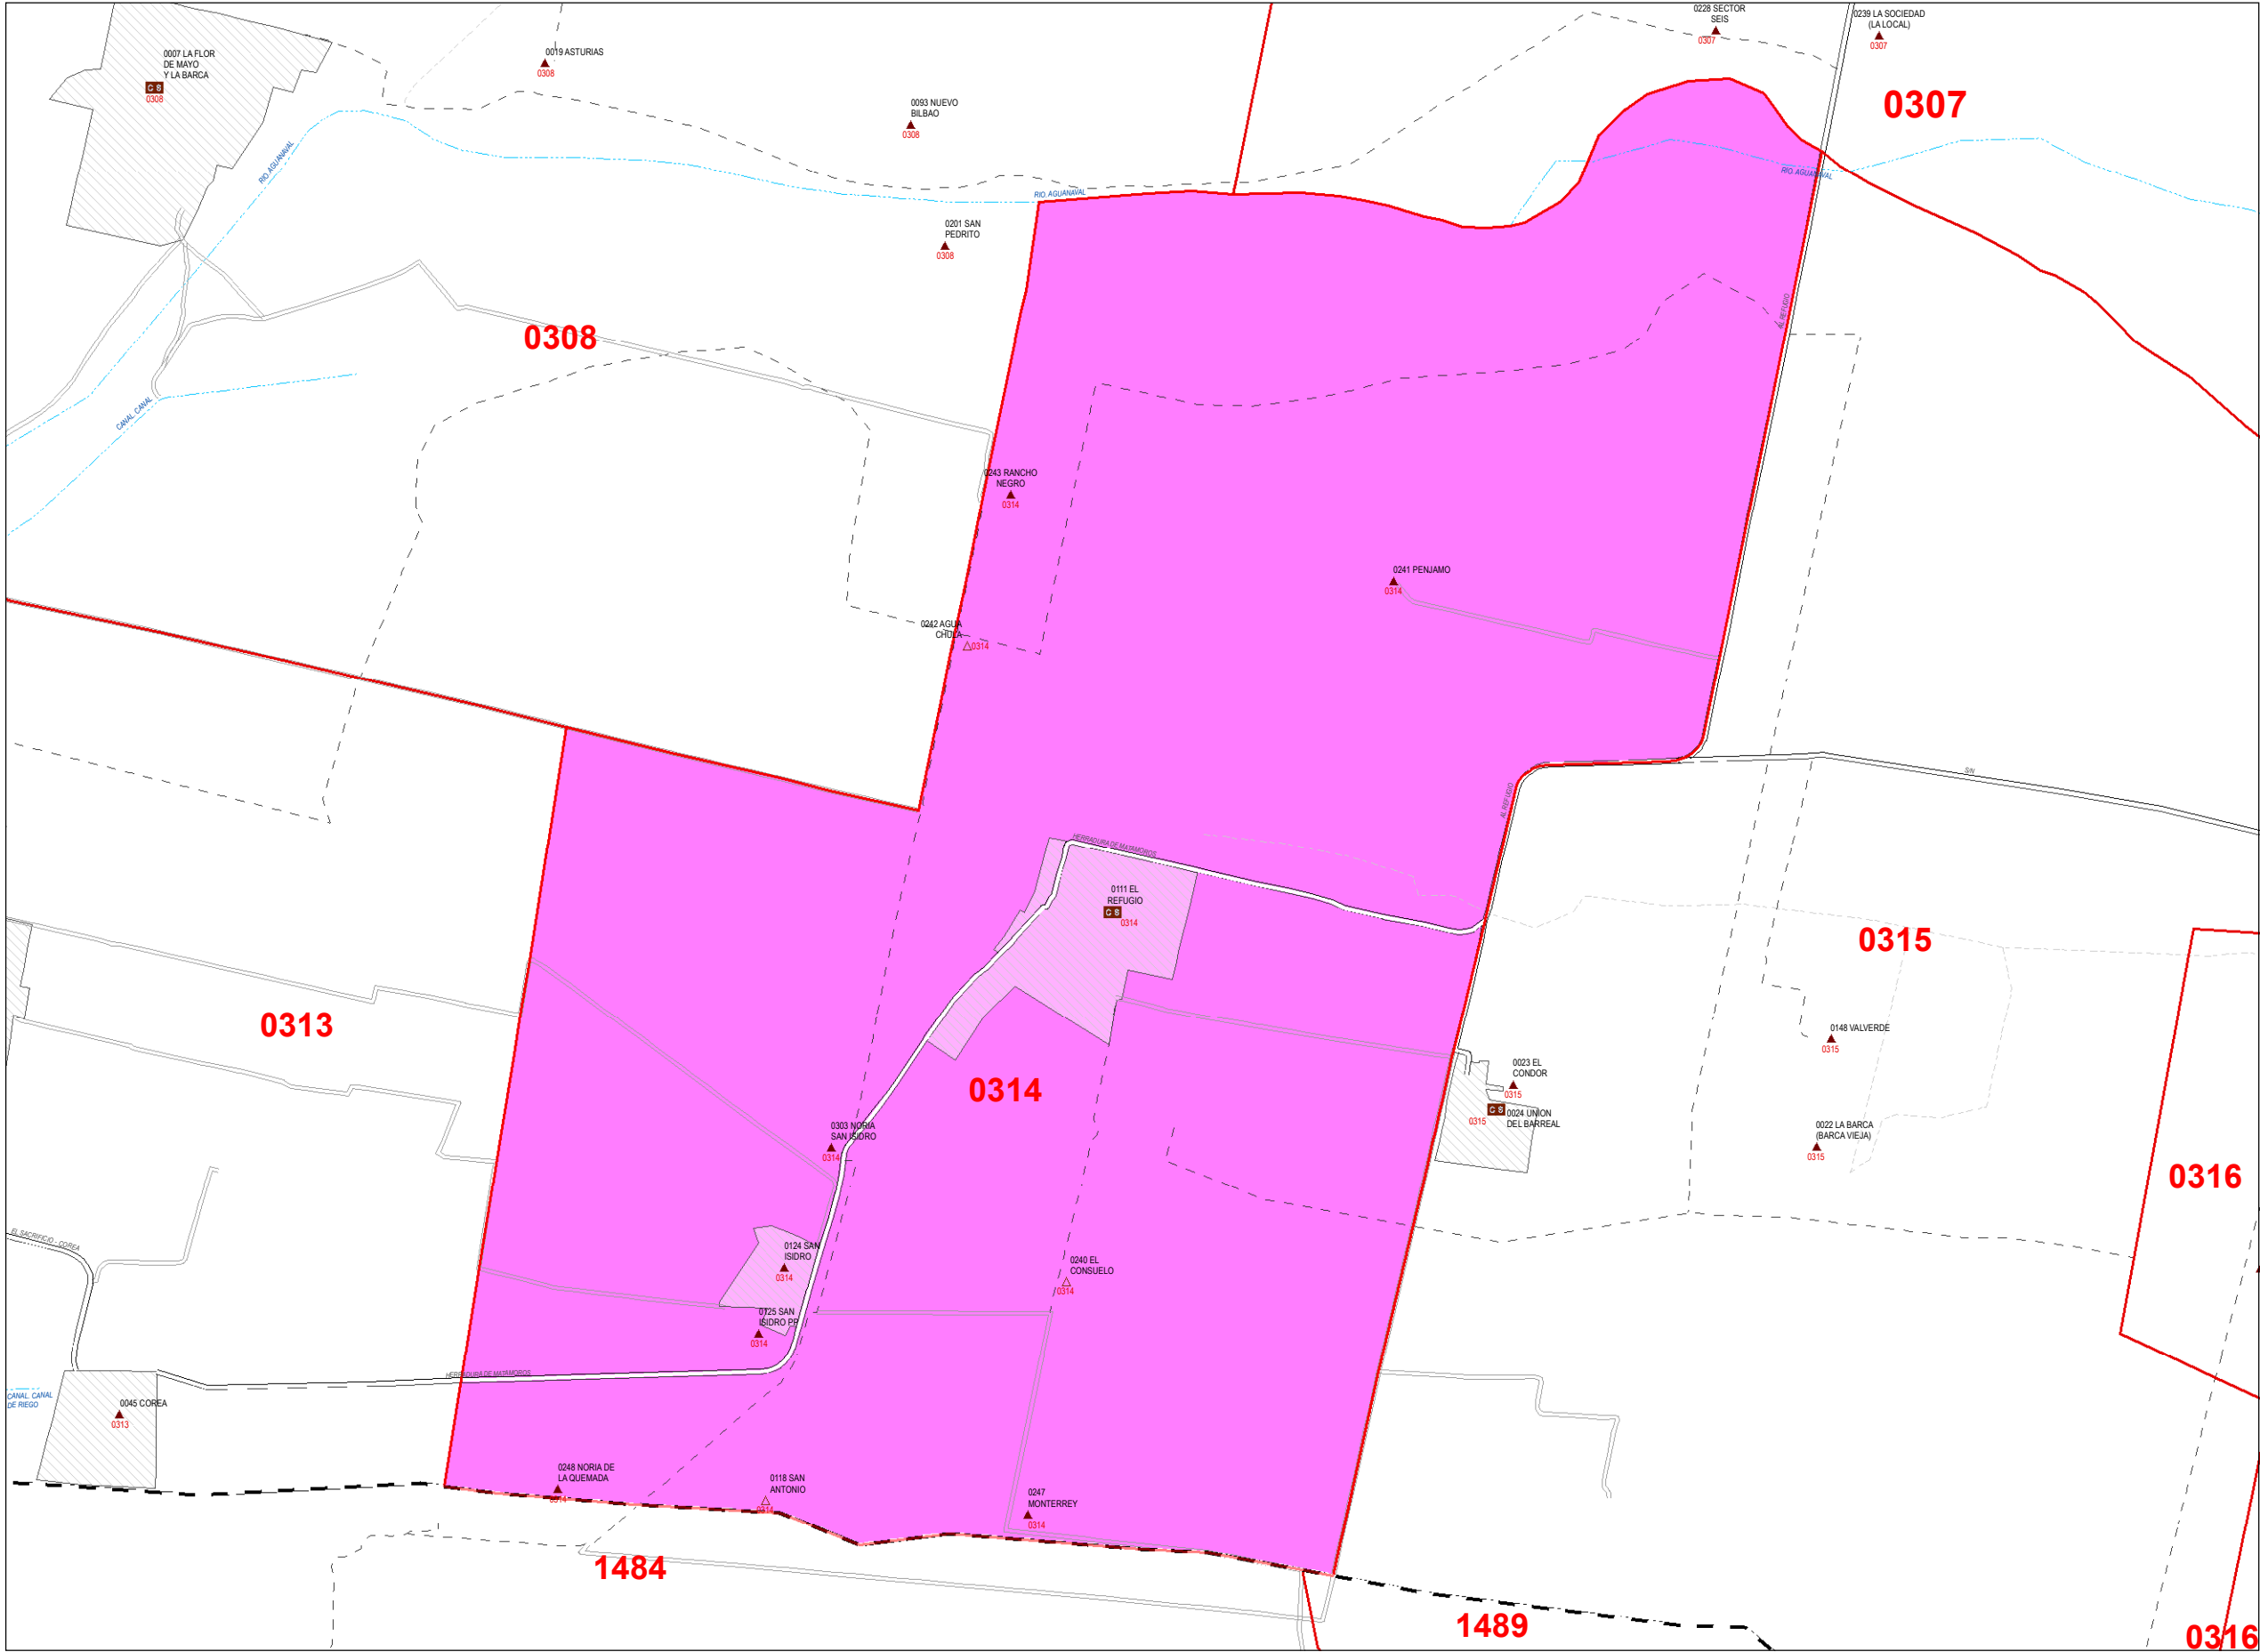 0228 SECTOR
SEIS
0307
0239 LA SOCIEDAD
(LA LOCAL)
0307
0007 LA FLOR
DE MAYO
Y LA BARCA
C S
0308
0019 ASTURIAS
0308
0307
0093 NUEVO
BILBAO
0308
RIO. AGUANAVAL
RIO. AGUANAVAL
RIO. AGUANAVAL
0201 SAN
PEDRITO
0308
AL REFUGIO
0308
CANAL. CANAL
0243 RANCHO
NEGRO
0314
0241 PENJAMO
0314
0242 AGUA
CHULA
0314
S/N
AL REFUGIO
HERRADURA DE MATAMOROS
0111 EL
REFUGIO
C S
0314
0315
0313
0148 VALVERDE
0315
0314
0023 EL
CONDOR
0315
C S
0024 UNION
DEL BARREAL
0315
0022 LA BARCA
(BARCA VIEJA)
0315
0303 NORIA
SAN ISIDRO
0314
0316
EL SACRIFICIO - COREA
0124 SAN
ISIDRO
0314
0240 EL
CONSUELO
0314
0125 SAN
ISIDRO PP
0314
HERRADURA DE MATAMOROS
CANAL. CANAL
DE RIEGO
0045 COREA
0313
0248 NORIA DE
LA QUEMADA
0314
0118 SAN
ANTONIO
0314
0247
MONTERREY
0314
1484
1489
0316